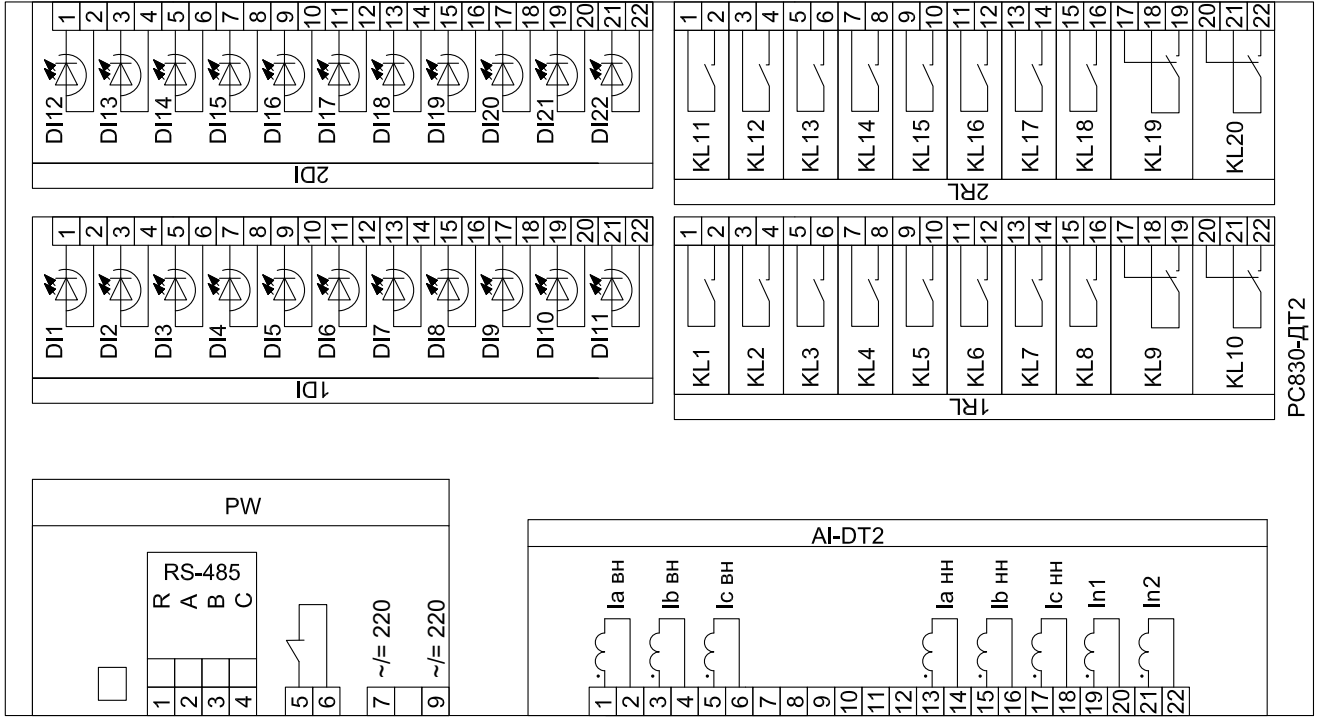 1 2 3 4 5 6 7 8 9 10 11 12 13 14 15 16 17 18 19 20 21 22
DI12 DI13 DI14 DI15 DI16 DI17 DI18 DI19 DI20 DI21 DI22
2DI
1 2 3 4 5 6 7 8 9 10 11 12 13 14 15 16 17 18 19 20 21 22
KL11 KL12 KL13 KL14 KL15 KL16 KL17 KL18 KL19 KL20
2RL
1 2 3 4 5 6 7 8 9 10 11 12 13 14 15 16 17 18 19 20 21 22
DI1 DI2 DI3 DI4 DI5 DI6 DI7 DI8 DI9 DI10 DI11
1DI
1 2 3 4 5 6 7 8 9 10 11 12 13 14 15 16 17 18 19 20 21 22
KL1 KL2 KL3 KL4 KL5 KL6 KL7 KL8 KL9 KL10
1RL
РС830-ДТ2
PW
RS-485
R A B C
~/= 220
~/= 220
1 2 3 4 5 6 7 9
AI-DT2
Ia вн
Ib вн
Ic вн
Ia нн
Ib нн
Ic нн
In1
In2
1 2 3 4 5 6 7 8 9 10 11 12 13 14 15 16 17 18 19 20 21 22